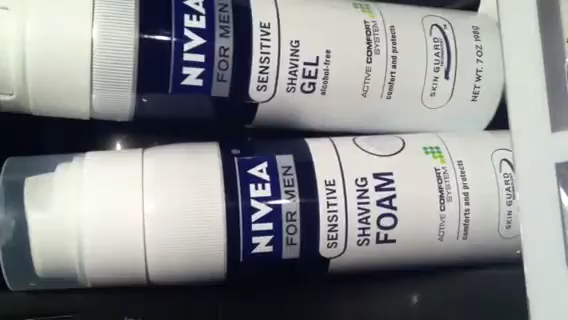 NIVEA
FOR MEN
SENSITIVE
SHAVING
GEL
alcohol-free
ACTIVE COMFORT
SYSTEM
comfort and protects
SKIN GUARD
NET WT. 7 OZ 198G
NIVEA
FOR MEN
SENSITIVE
SHAVING
FOAM
ACTIVE COMFORT
SYSTEM
comforts and protects
SKIN GUARD